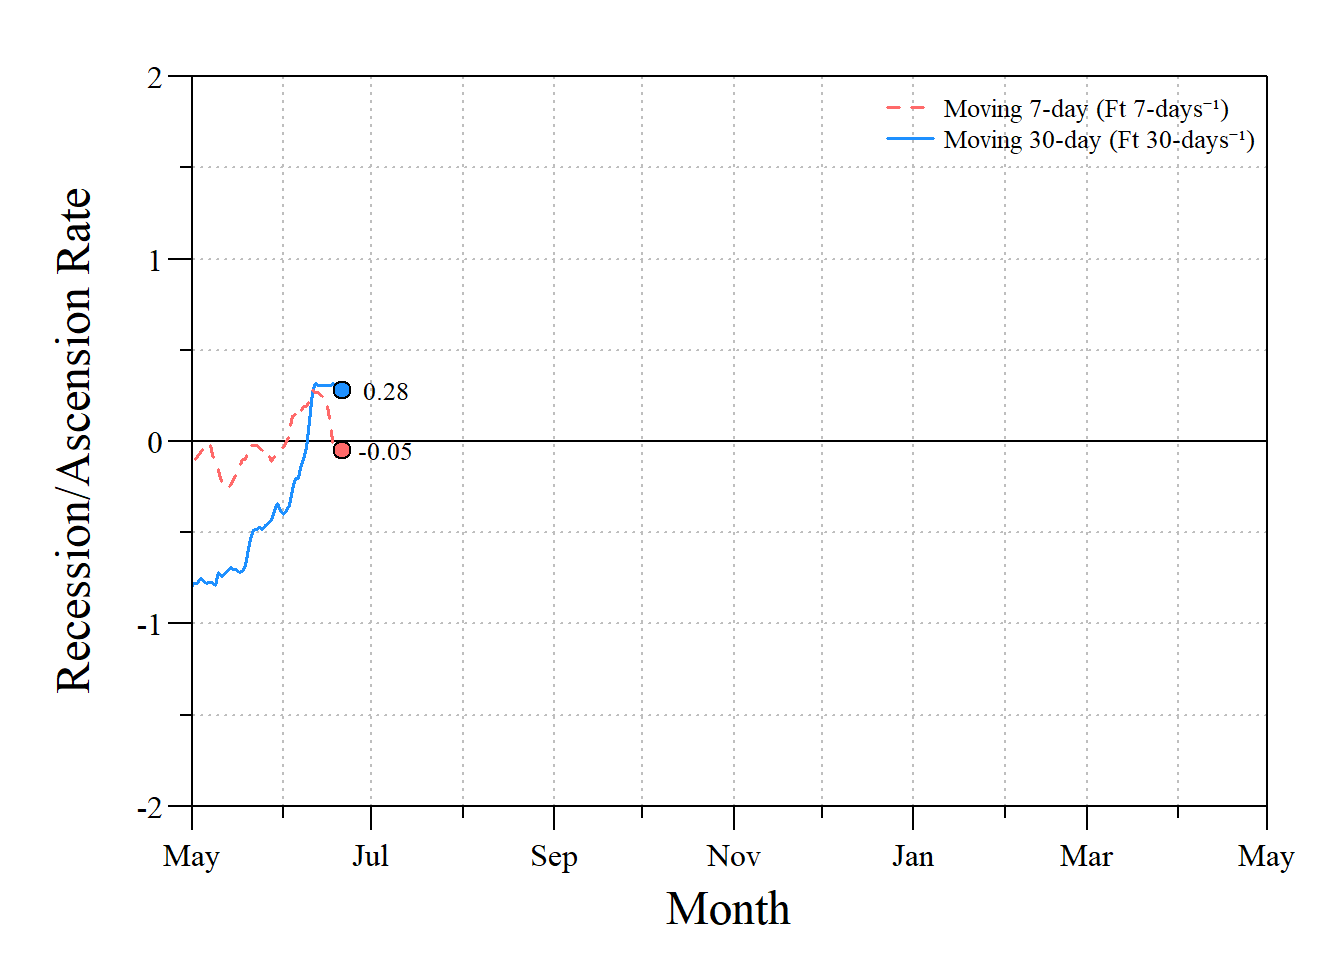 Moving 7-day (Ft 7-days⁻¹)
Moving 30-day (Ft 30-days⁻¹)
Recession/Ascension Rate
2
1
0
-1
-2
0.28
-0.05
May Jul Sep Nov Jan Mar May
Month